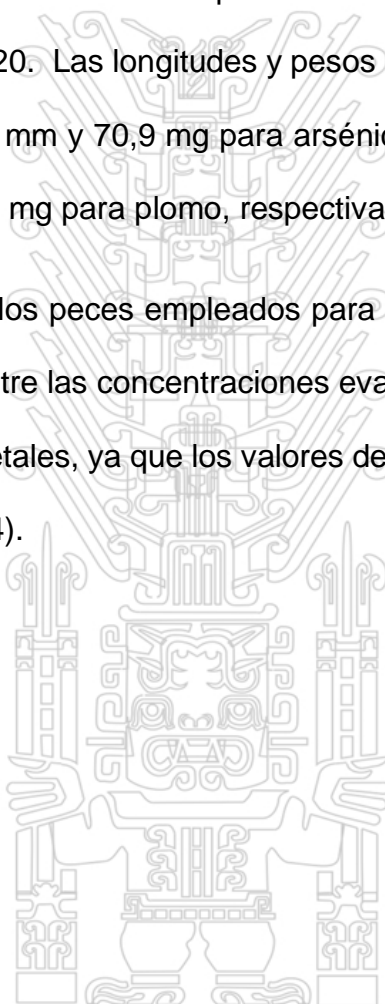 20. Las longitudes y pesos
mm y 70,9 mg para arsénic
mg para plomo, respectiva
los peces empleados para
tre las concentraciones eva
etales, ya que los valores de
).